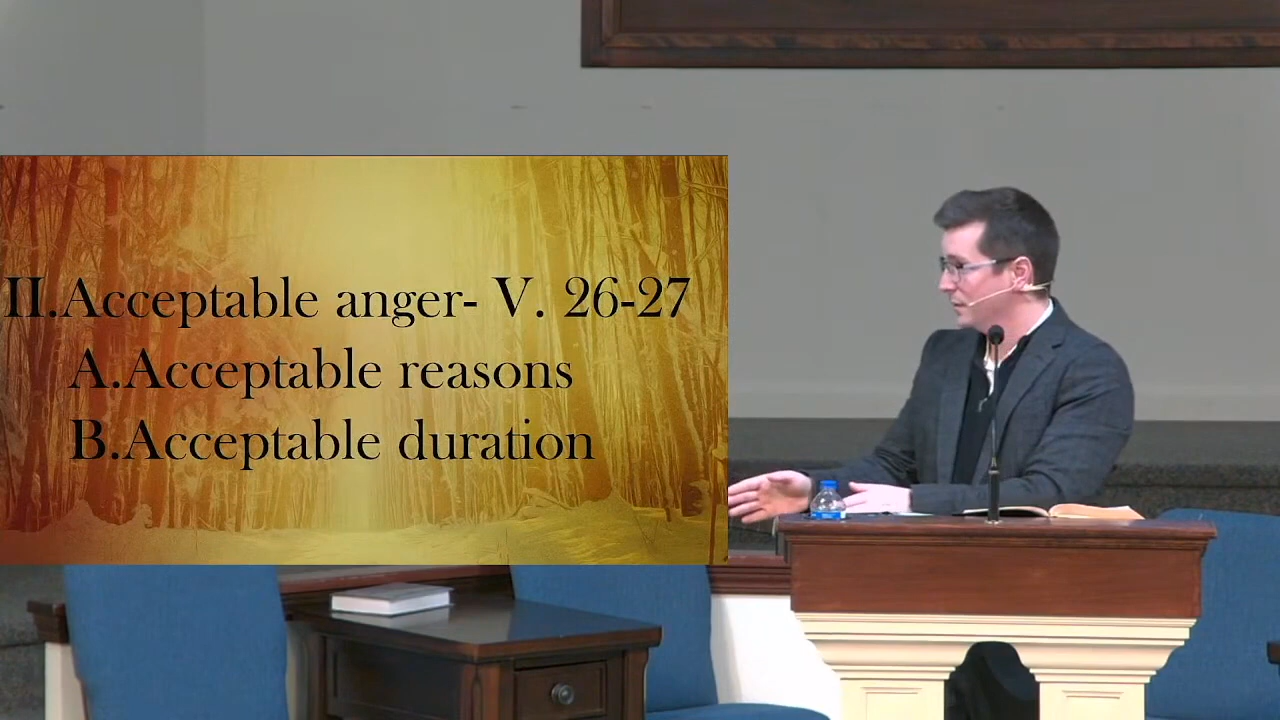 II.Acceptable anger- V. 26-27
A.Acceptable reasons
B.Acceptable duration